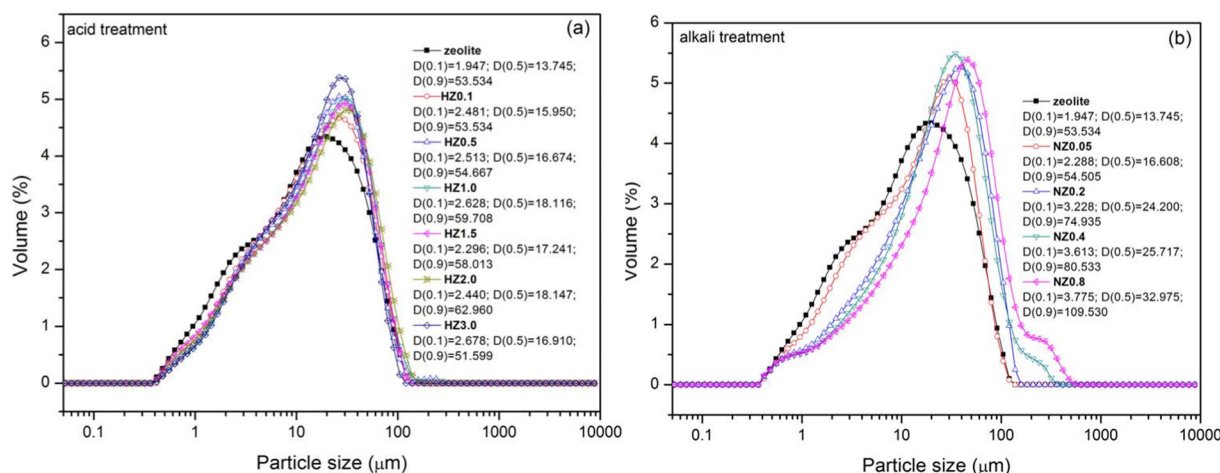 acid treatment
(a)
zeolite
D(0.1)=1.947; D(0.5)=13.745;
D(0.9)=53.534
HZ0.1
D(0.1)=2.481; D(0.5)=15.950;
D(0.9)=53.534
HZ0.5
D(0.1)=2.513; D(0.5)=16.674;
D(0.9)=54.667
HZ1.0
D(0.1)=2.628; D(0.5)=18.116;
D(0.9)=59.708
HZ1.5
D(0.1)=2.296; D(0.5)=17.241;
D(0.9)=58.013
HZ2.0
D(0.1)=2.440; D(0.5)=18.147;
D(0.9)=62.960
HZ3.0
D(0.1)=2.678; D(0.5)=16.910;
D(0.9)=51.599
Volume (%)
6
5
4
3
2
1
0
0.1 1 10 100 1000 10000
Particle size (μm)
alkali treatment
(b)
zeolite
D(0.1)=1.947; D(0.5)=13.745;
D(0.9)=53.534
NZ0.05
D(0.1)=2.288; D(0.5)=16.608;
D(0.9)=54.505
NZ0.2
D(0.1)=3.228; D(0.5)=24.200;
D(0.9)=74.935
NZ0.4
D(0.1)=3.613; D(0.5)=25.717;
D(0.9)=80.533
NZ0.8
D(0.1)=3.775; D(0.5)=32.975;
D(0.9)=109.530
Volume (%)
6
5
4
3
2
1
0
0.1 1 10 100 1000 10000
Particle size (μm)